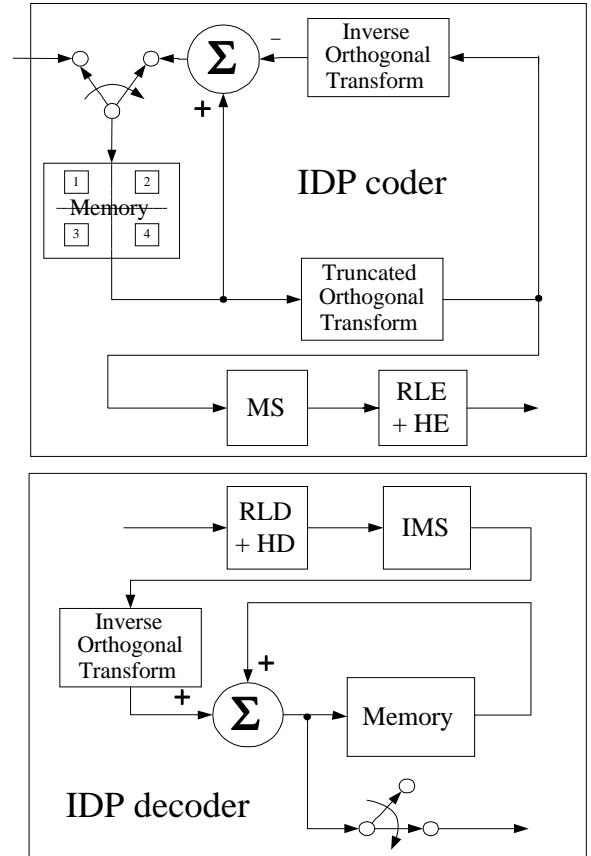 Inverse
Orthogonal
Transform
−
Σ
+
1 2
Memory
3 4
IDP coder
Truncated
Orthogonal
Transform
MS
RLE
+ HE
RLD
+ HD
IMS
Inverse
Orthogonal
Transform
+
+
Σ
Memory
IDP decoder